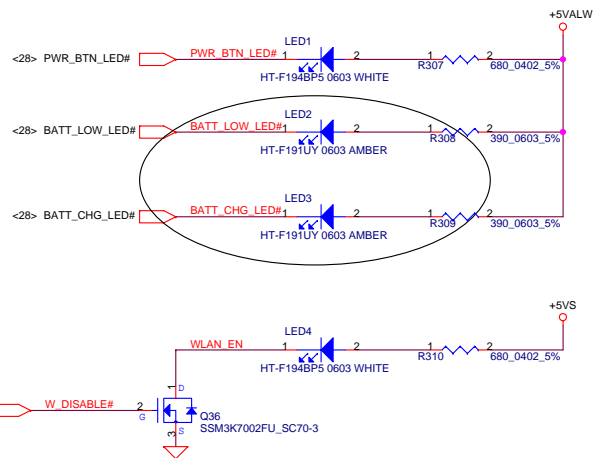 +5VALW
LED1
<28> PWR_BTN_LED# PWR_BTN_LED# 1 2 1 2
R307 680_0402_5%
HT-F194BP5 0603 WHITE
LED2
<28> BATT_LOW_LED# BATT_LOW_LED# 1 2 1 2
R308 390_0603_5%
HT-F191UY 0603 AMBER
LED3
<28> BATT_CHG_LED# BATT_CHG_LED# 1 2 1 2
R309 390_0603_5%
HT-F191UY 0603 AMBER
+5VS
LED4
WLAN_EN 1 2 1 2
R310 680_0402_5%
HT-F194BP5 0603 WHITE
1 D
W_DISABLE# 2
G
Q36
3 S
SSM3K7002FU_SC70-3